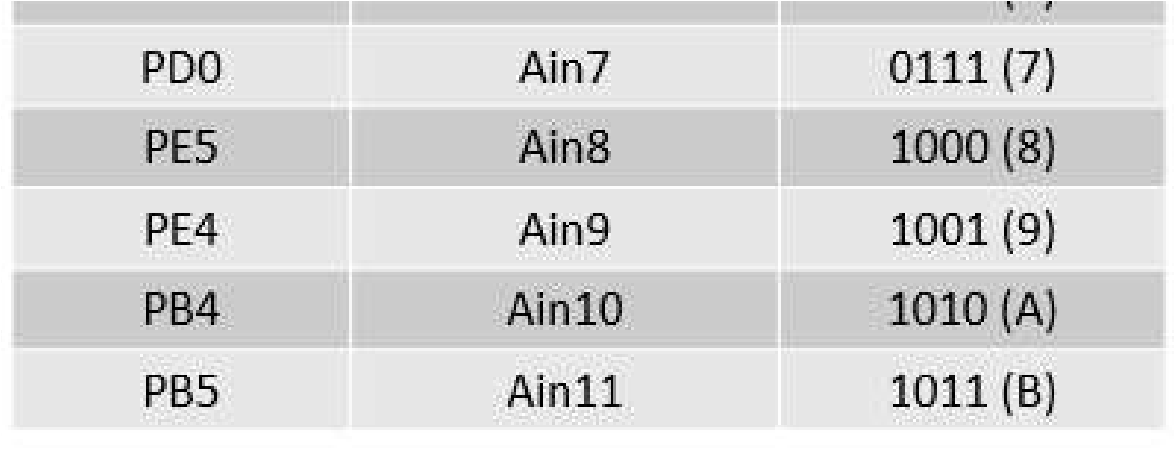 PD0 Ain7 0111 (7)
PE5 Ain8 1000 (8)
PE4 Ain9 1001 (9)
PB4 Ain10 1010 (A)
PB5 Ain11 1011 (B)